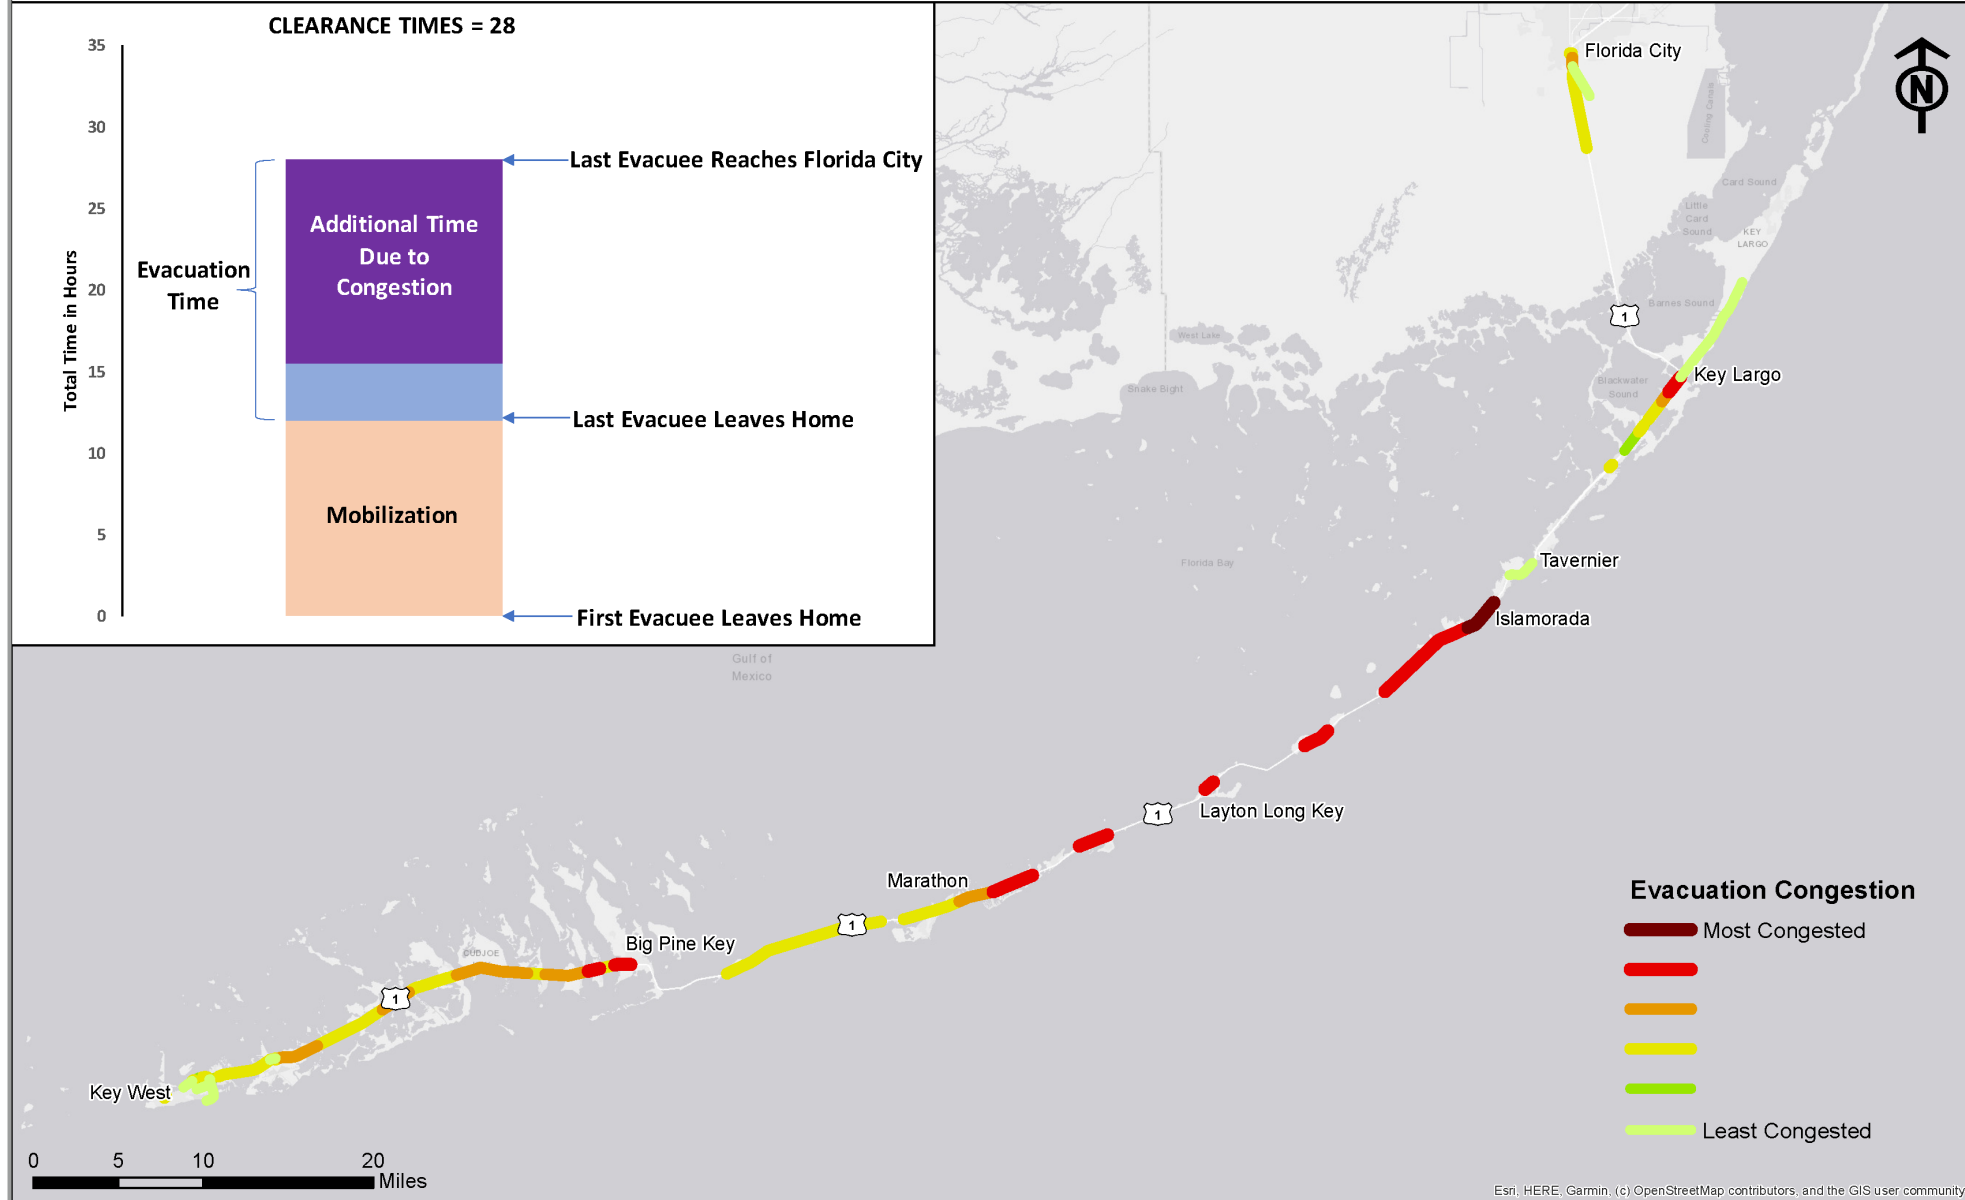 CLEARANCE TIMES = 28
35
30
25
20
15
10
5
0
Total Time in Hours
Evacuation
Time
Additional Time
Due to
Congestion
Mobilization
Last Evacuee Reaches Florida City
Last Evacuee Leaves Home
First Evacuee Leaves Home
Florida City
N
Cooling Canals
Card Sound
Little
Card
Sound
KEY
LARGO
Barnes Sound
1
West Lake
Key Largo
Blackwater
Sound
Snake Bight
Florida Bay
Tavernier
Islamorada
Gulf of
Mexico
Layton Long Key
1
Marathon
1
Big Pine Key
CUDJOE
1
Key West
Evacuation Congestion
Most Congested
Least Congested
0 5 10 20
Miles
Esri, HERE, Garmin, (c) OpenStreetMap contributors, and the GIS user community